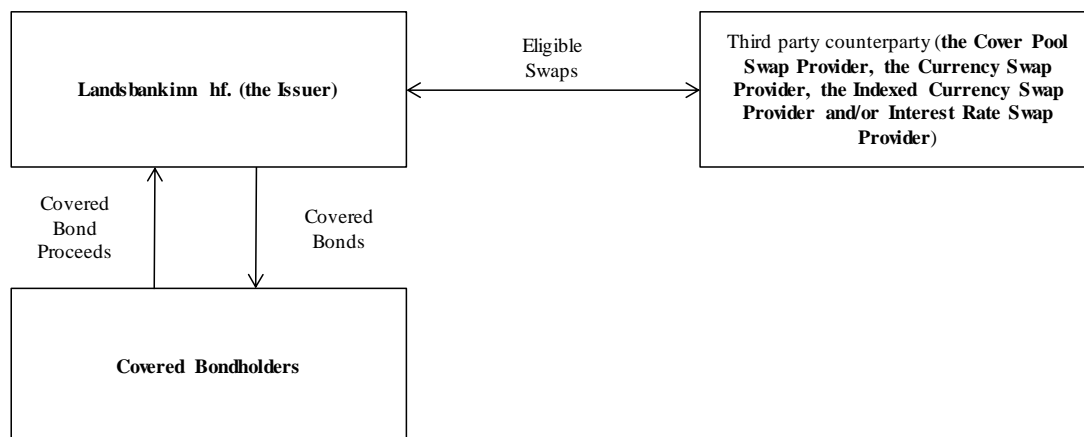 Landsbankinn hf. (the Issuer)
Eligible
Swaps
Third party counterparty (the Cover Pool
Swap Provider, the Currency Swap
Provider, the Indexed Currency Swap
Provider and/or Interest Rate Swap
Provider)
Covered
Bond
Proceeds
Covered
Bonds
Covered Bondholders